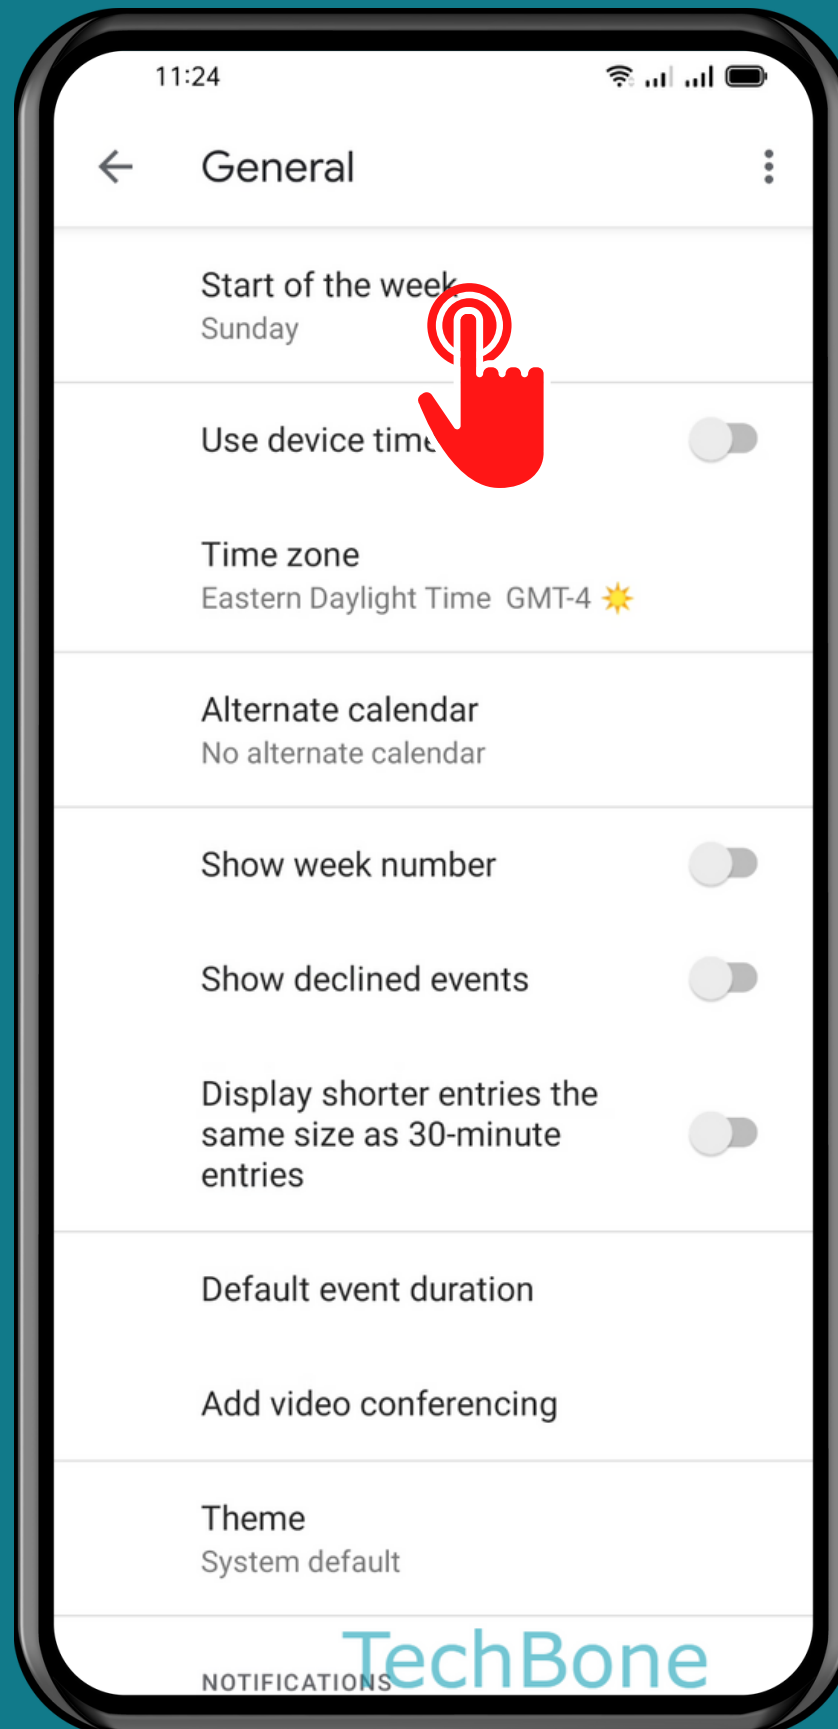 11:24
General
Start of the week
Sunday
Use device time
Time zone
Eastern Daylight Time GMT-4
Alternate calendar
No alternate calendar
Show week number
Show declined events
Display shorter entries the
same size as 30-minute
entries
Default event duration
Add video conferencing
Theme
System default
TechBone
NOTIFICATIONS